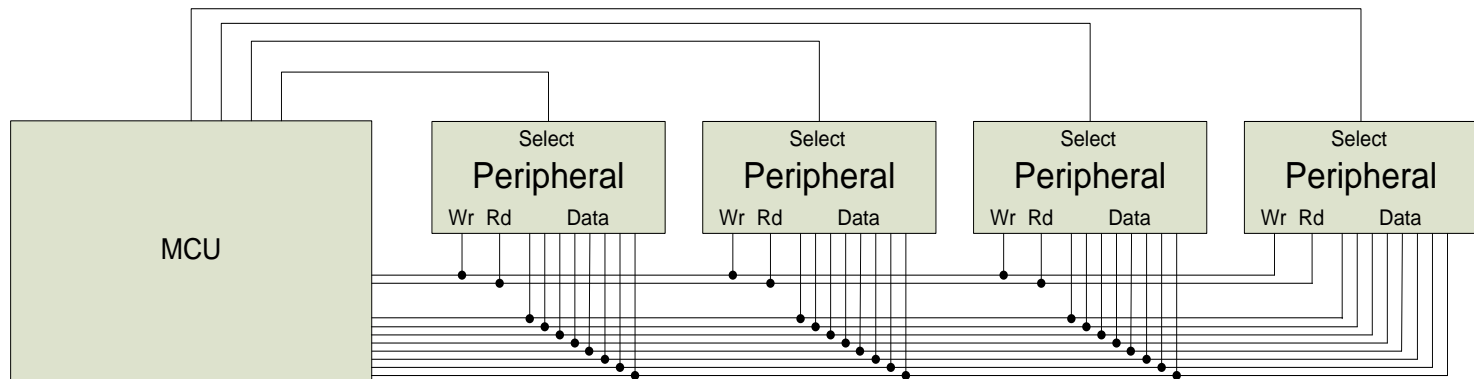 Select
Select
Select
Select
Peripheral
Peripheral
Peripheral
Peripheral
Wr Rd Data
Wr Rd Data
Wr Rd Data
Wr Rd Data
MCU